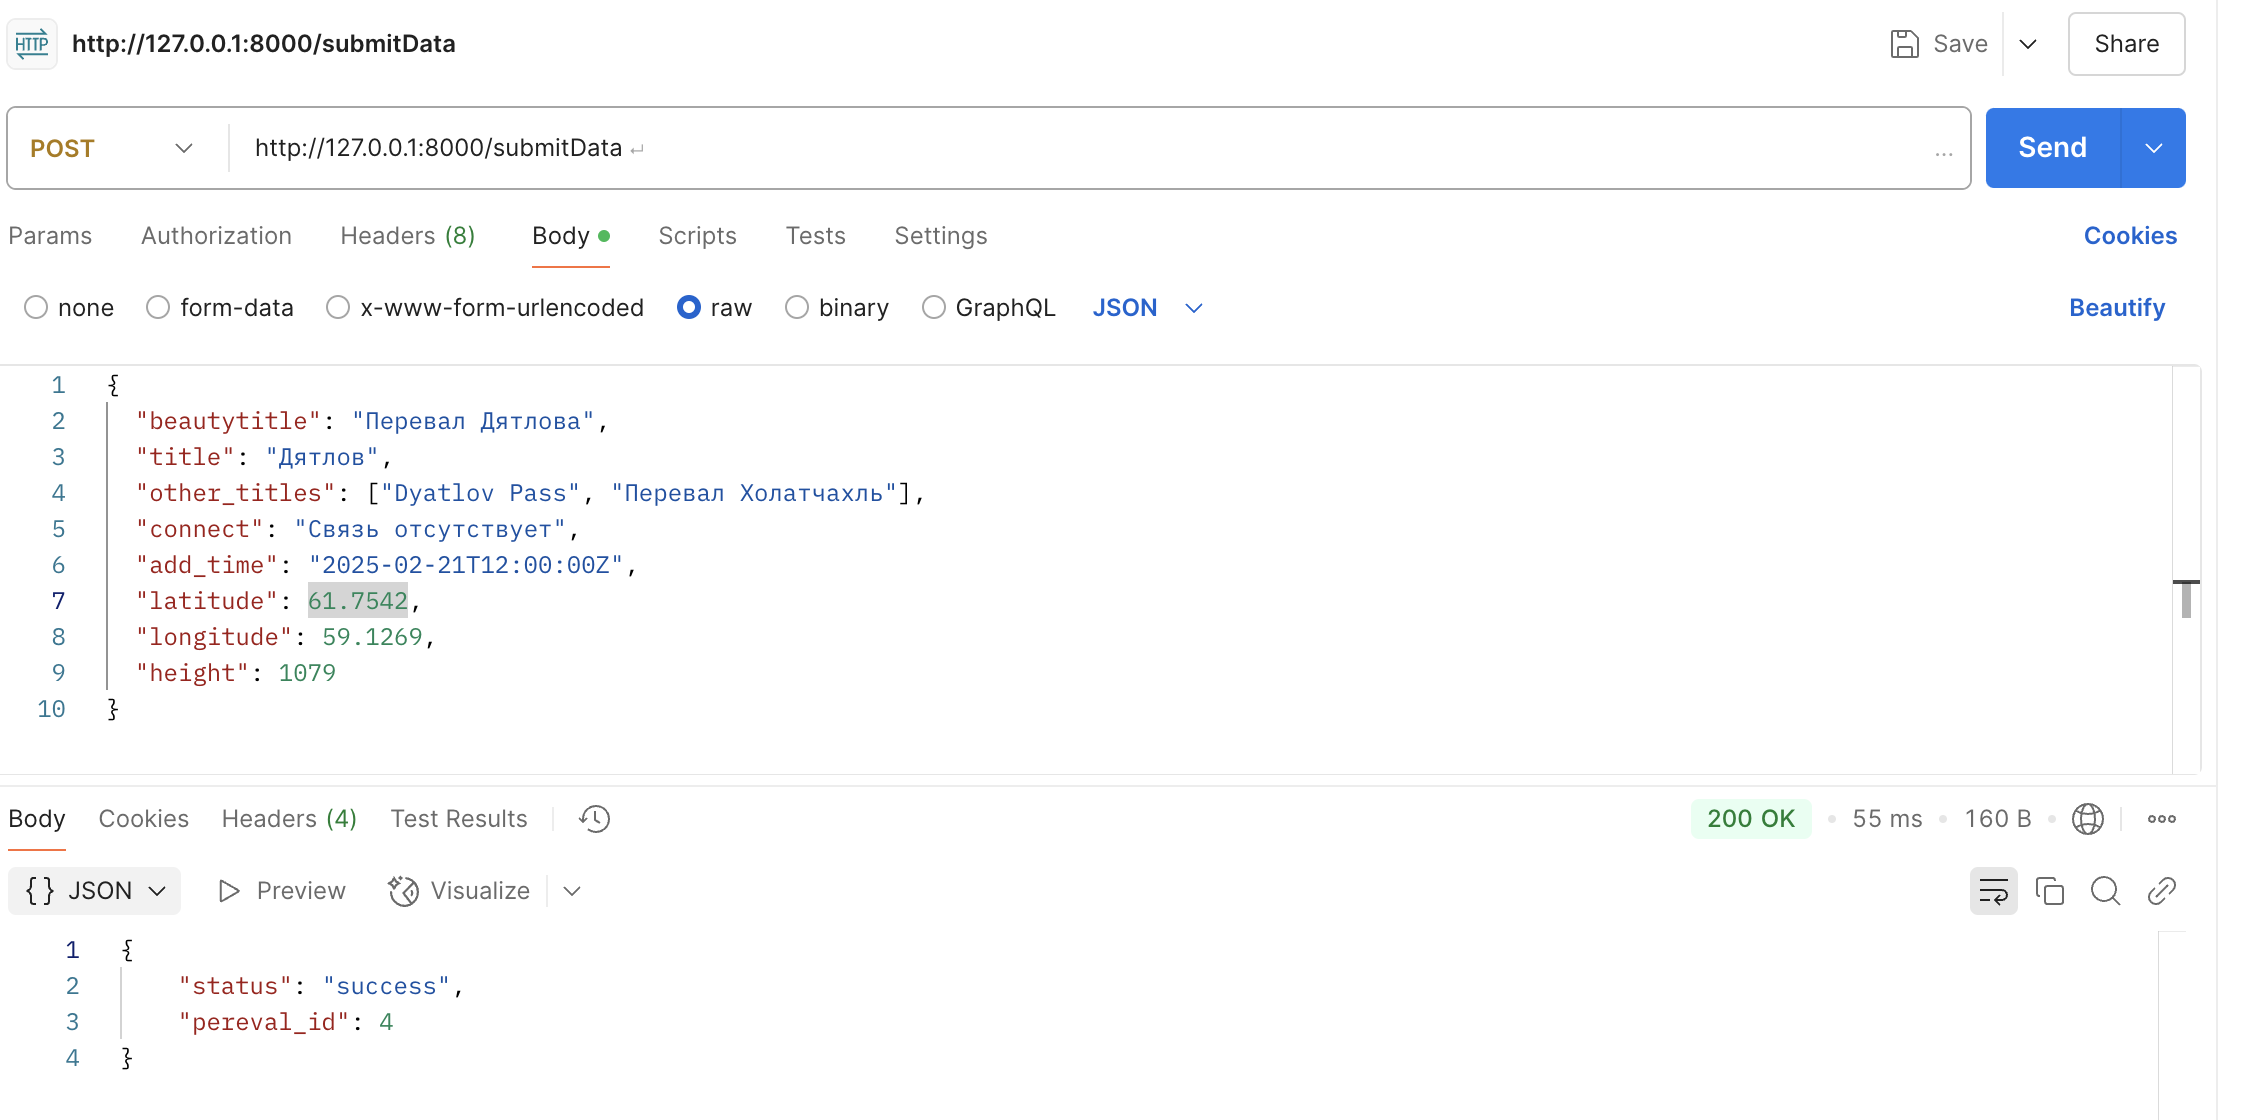 HTTP http://127.0.0.1:8000/submitData Save Share
POST http://127.0.0.1:8000/submitData ... Send
Params Authorization Headers (8) Body Scripts Tests Settings Cookies
none form-data x-www-form-urlencoded raw binary GraphQL JSON Beautify
1 {
2 "beautytitle": "Перевал Дятлова",
3 "title": "Дятлов",
4 "other_titles": ["Dyatlov Pass", "Перевал Холатчахль"],
5 "connect": "Связь отсутствует",
6 "add_time": "2025-02-21T12:00:00Z",
7 "latitude": 61.7542,
8 "longitude": 59.1269,
9 "height": 1079
10 }
Body Cookies Headers (4) Test Results 200 OK • 55 ms • 160 B •
{} JSON Preview Visualize
1 {
2 "status": "success",
3 "pereval_id": 4
4 }